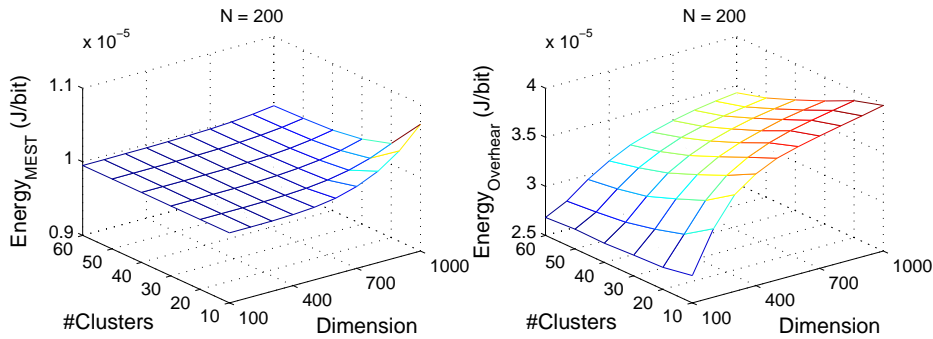 N = 200
x 10⁻⁵
1.1
1
0.9
Energy_MEST (J/bit)
60
50
40
30
20
10
#Clusters
100
400
700
1000
Dimension
N = 200
x 10⁻⁵
4
3.5
3
2.5
Energy_Overhear (J/bit)
60
50
40
30
20
10
#Clusters
100
400
700
1000
Dimension